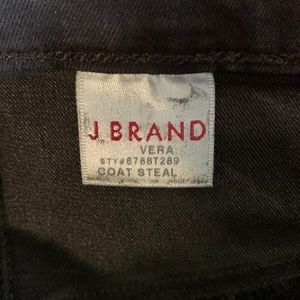 J BRAND
VERA
STY#8788T289
COAT STEAL